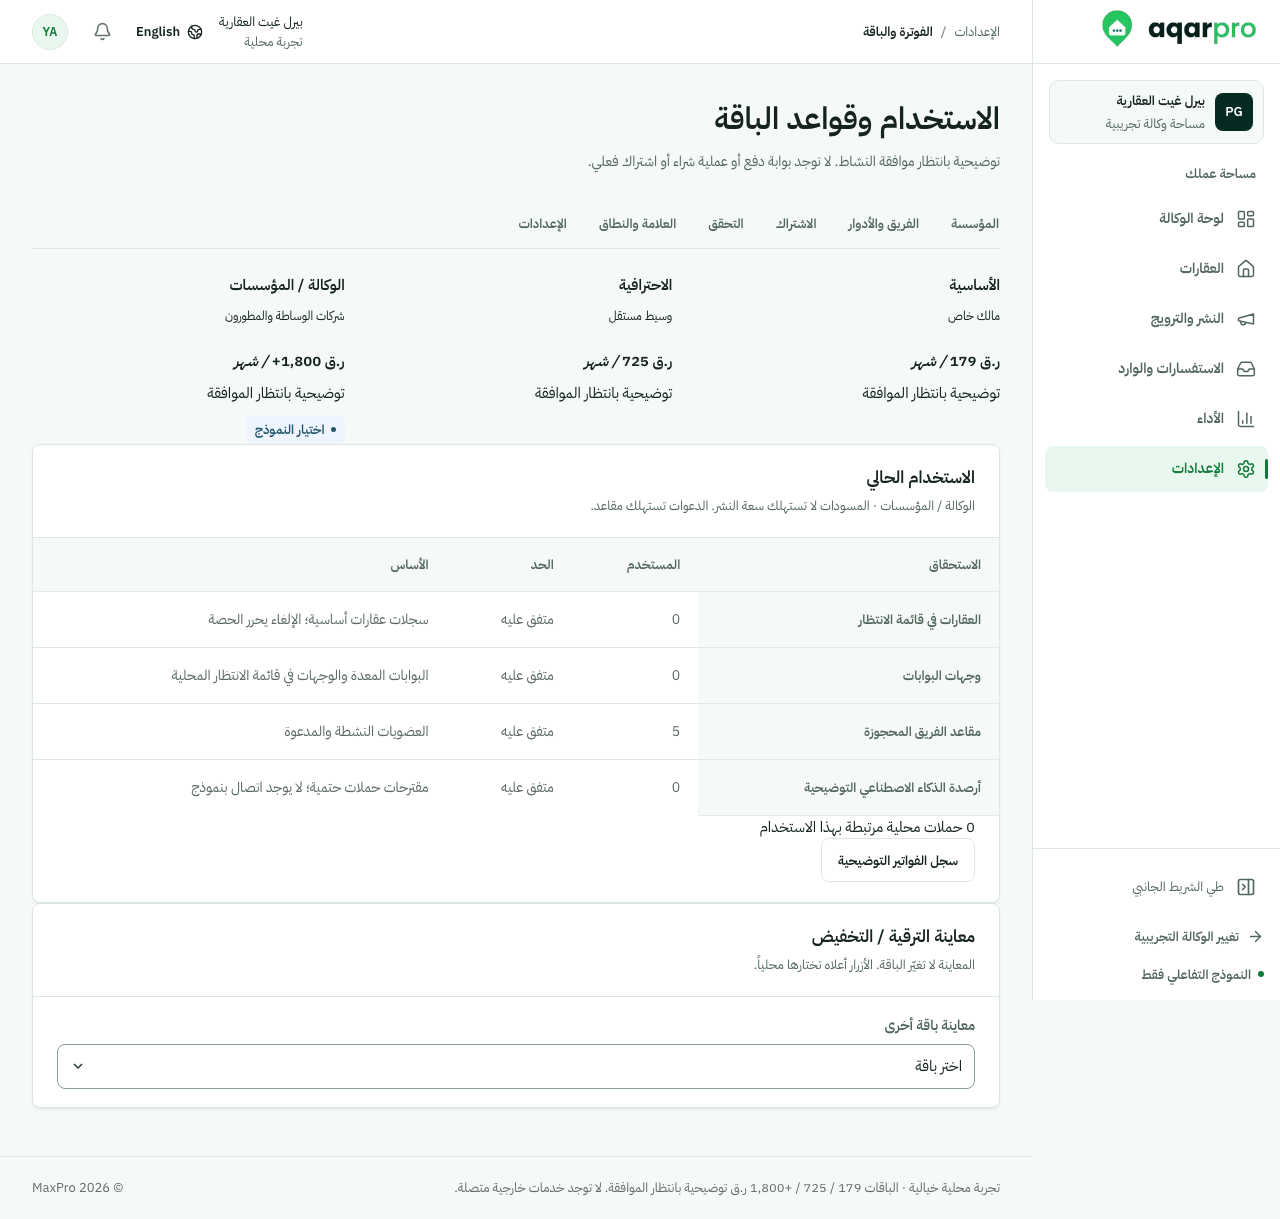 aqarpro
PG
بيرل غيت العقارية
مساحة وكالة تجريبية
مساحة عملك
لوحة الوكالة
العقارات
النشر والترويج
الاستفسارات والوارد
الأداء
الإعدادات
طي الشريط الجانبي
تغيير الوكالة التجريبية
النموذج التفاعلي فقط
الإعدادات / الفوترة والباقة
بيرل غيت العقارية
تجربة محلية
English
YA
الاستخدام وقواعد الباقة
توضيحية بانتظار موافقة النشاط. لا توجد بوابة دفع أو عملية شراء أو اشتراك فعلي.
المؤسسة الفريق والأدوار الاشتراك التحقق العلامة والنطاق الإعدادات
الأساسية
مالك خاص
ر.ق 179 / شهر
توضيحية بانتظار الموافقة
الاحترافية
وسيط مستقل
ر.ق 725 / شهر
توضيحية بانتظار الموافقة
الوكالة / المؤسسات
شركات الوساطة والمطورون
ر.ق 1,800+ / شهر
توضيحية بانتظار الموافقة
اختيار النموذج
الاستخدام الحالي
الوكالة / المؤسسات · المسودات لا تستهلك سعة النشر. الدعوات تستهلك مقاعد.
الاستحقاق المستخدم الحد الأساس
العقارات في قائمة الانتظار 0 متفق عليه سجلات عقارات أساسية؛ الإلغاء يحرر الحصة
وجهات البوابات 0 متفق عليه البوابات المعدة والوجهات في قائمة الانتظار المحلية
مقاعد الفريق المحجوزة 5 متفق عليه العضويات النشطة والمدعوة
أرصدة الذكاء الاصطناعي التوضيحية 0 متفق عليه مقترحات حملات حتمية؛ لا يوجد اتصال بنموذج
0 حملات محلية مرتبطة بهذا الاستخدام
سجل الفواتير التوضيحية
معاينة الترقية / التخفيض
المعاينة لا تغيّر الباقة. الأزرار أعلاه تختارها محلياً.
معاينة باقة أخرى
اختر باقة
تجربة محلية خيالية · الباقات 179 / 725 / 1,800+ ر.ق توضيحية بانتظار الموافقة. لا توجد خدمات خارجية متصلة.
© 2026 MaxPro